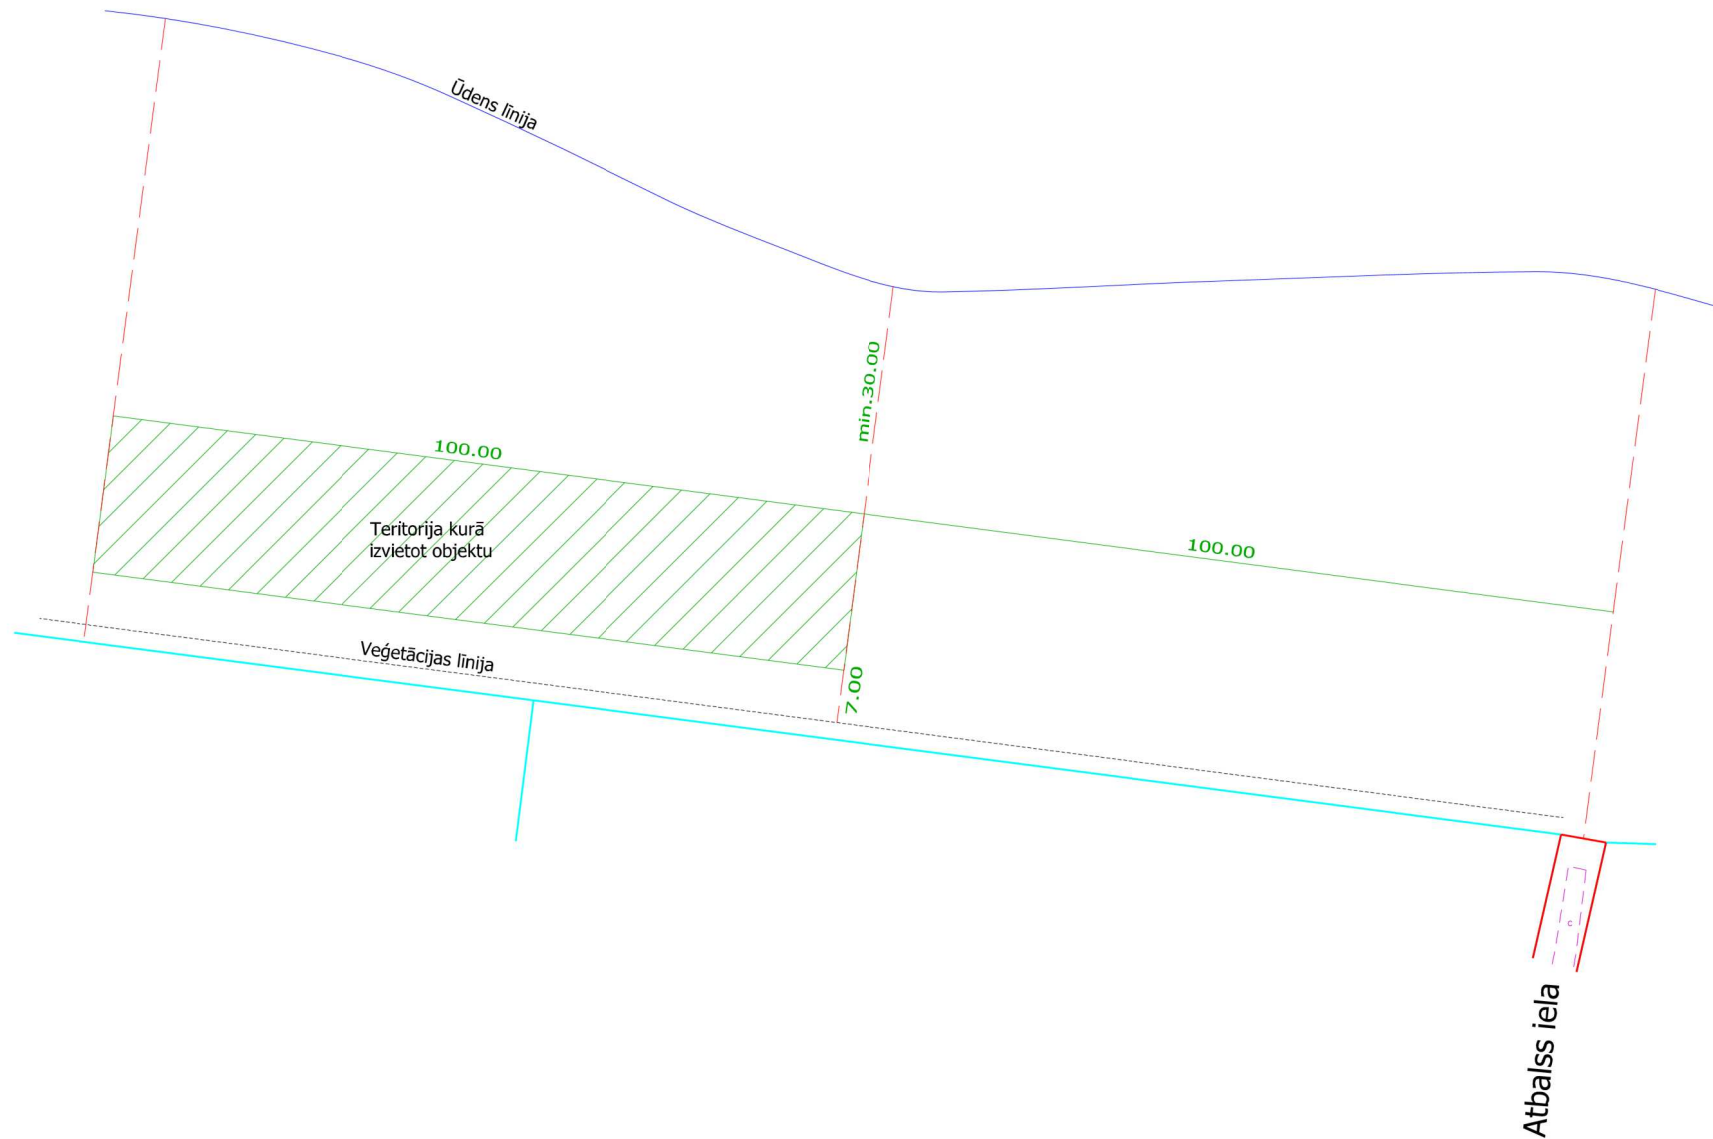 Ūdens līnija
min.30.00
100.00
Teritorija kurā
izvietot objektu
100.00
Veģetācijas līnija
7.00
c
Atbalss iela